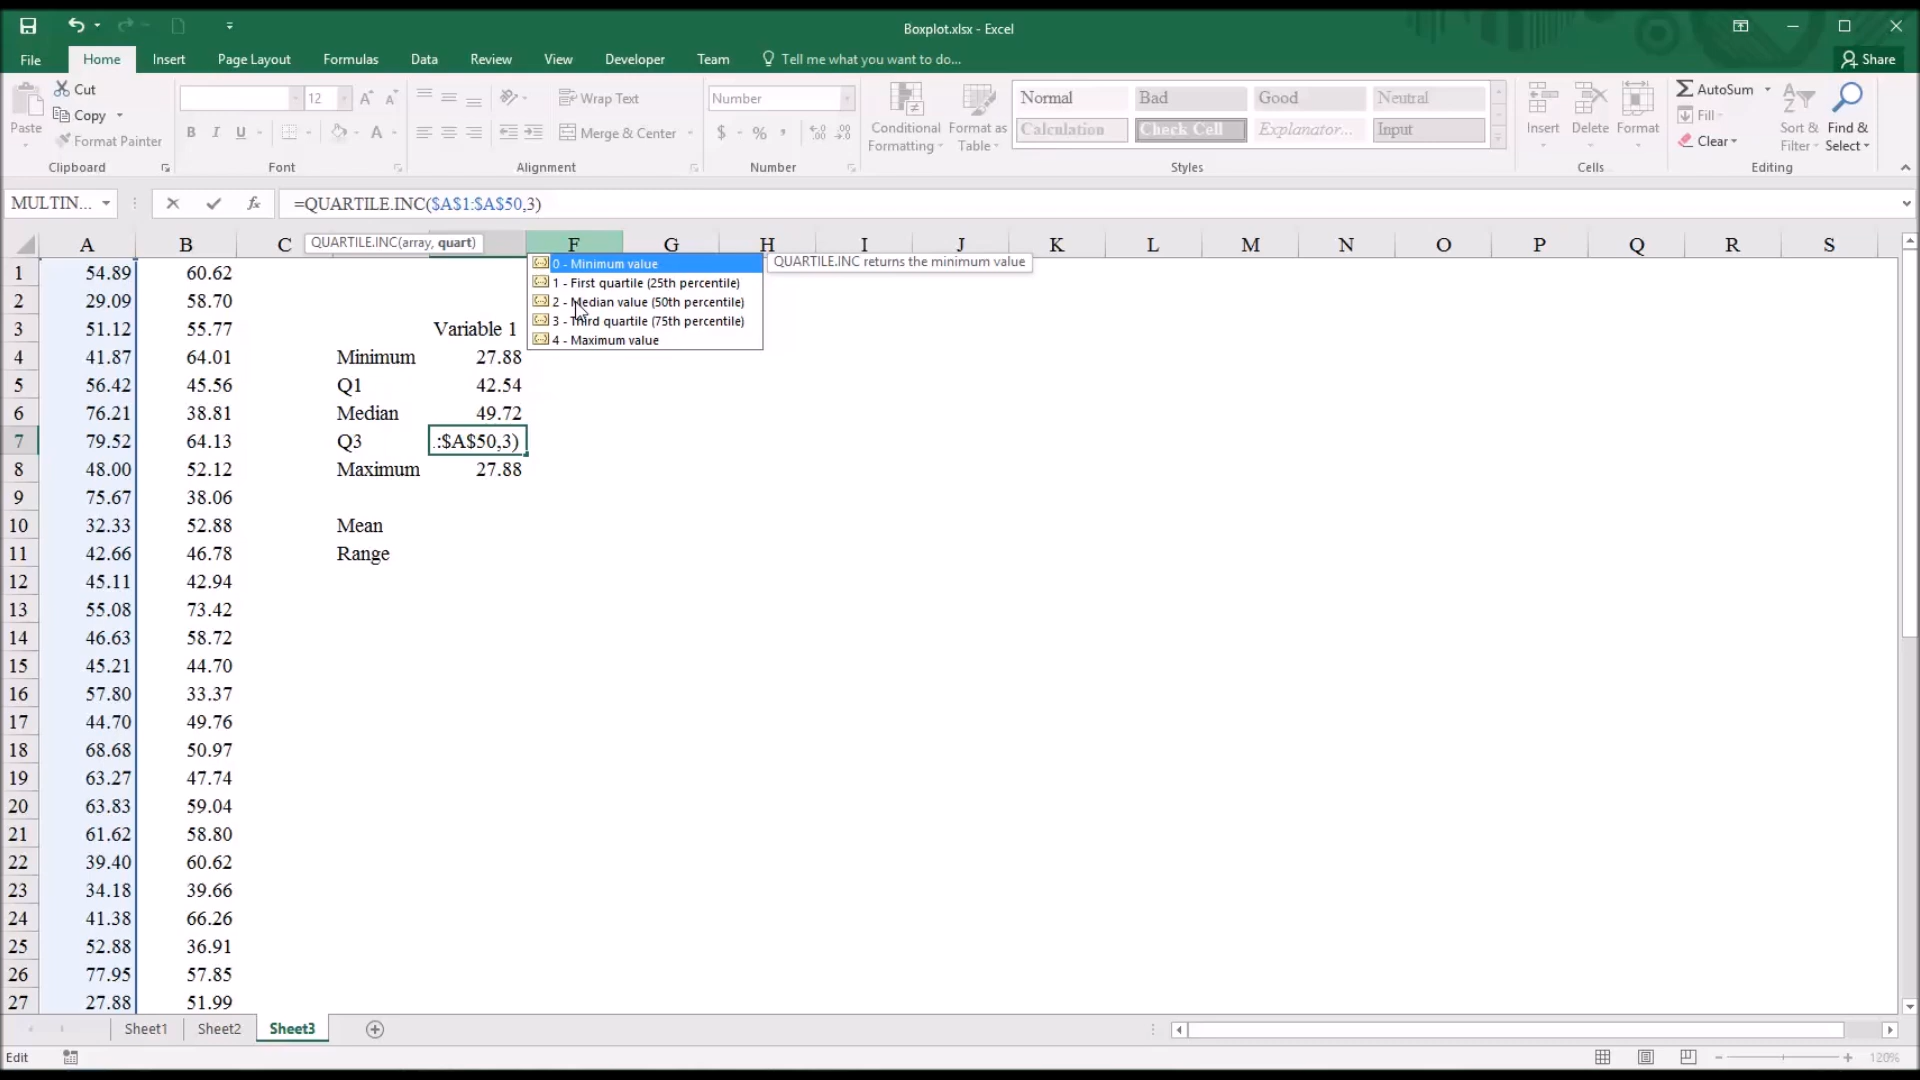 Boxplot.xlsx - Excel
File Home Insert Page Layout Formulas Data Review View Developer Team Tell me what you want to do... Share
Paste
Cut
Copy
Format Painter
Clipboard
12
B I U A
Font
Wrap Text
Merge & Center
Alignment
Number
$ % ,
Number
Conditional Formatting
Format as Table
Normal Bad Good Neutral
Calculation Check Cell Explanator... Input
Styles
Insert Delete Format
Cells
AutoSum
Fill
Clear
Sort & Filter
Find & Select
Editing
MULTIN... fx =QUARTILE.INC($A$1:$A$50,3)
QUARTILE.INC(array, quart)
A B C F G H I J K L M N O P Q R S
0 - Minimum value
QUARTILE.INC returns the minimum value
1 - First quartile (25th percentile)
2 - Median value (50th percentile)
3 - Third quartile (75th percentile)
4 - Maximum value
1 54.89 60.62
2 29.09 58.70
3 51.12 55.77 Variable 1
4 41.87 64.01 Minimum 27.88
5 56.42 45.56 Q1 42.54
6 76.21 38.81 Median 49.72
7 79.52 64.13 Q3 :$A$50,3)
8 48.00 52.12 Maximum 27.88
9 75.67 38.06
10 32.33 52.88 Mean
11 42.66 46.78 Range
12 45.11 42.94
13 55.08 73.42
14 46.63 58.72
15 45.21 44.70
16 57.80 33.37
17 44.70 49.76
18 68.68 50.97
19 63.27 47.74
20 63.83 59.04
21 61.62 58.80
22 39.40 60.62
23 34.18 39.66
24 41.38 66.26
25 52.88 36.91
26 77.95 57.85
27 27.88 51.99
Sheet1 Sheet2 Sheet3
Edit 120%